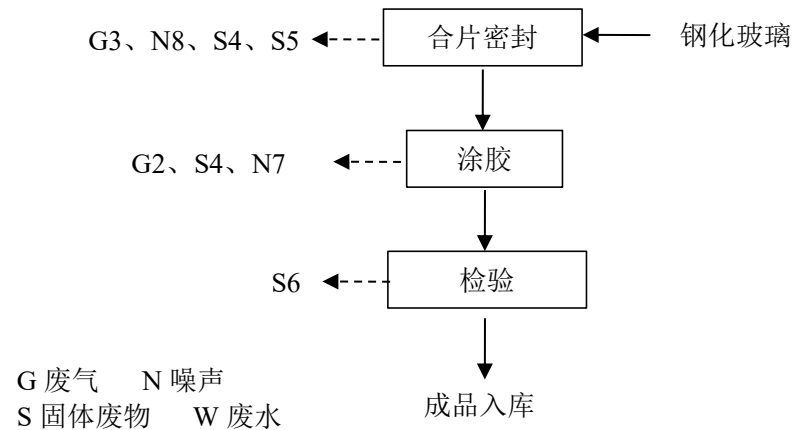 G3、N8、S4、S5
合片密封
钢化玻璃
G2、S4、N7
涂胶
S6
检验
G 废气 N 噪声
S 固体废物 W 废水
成品入库